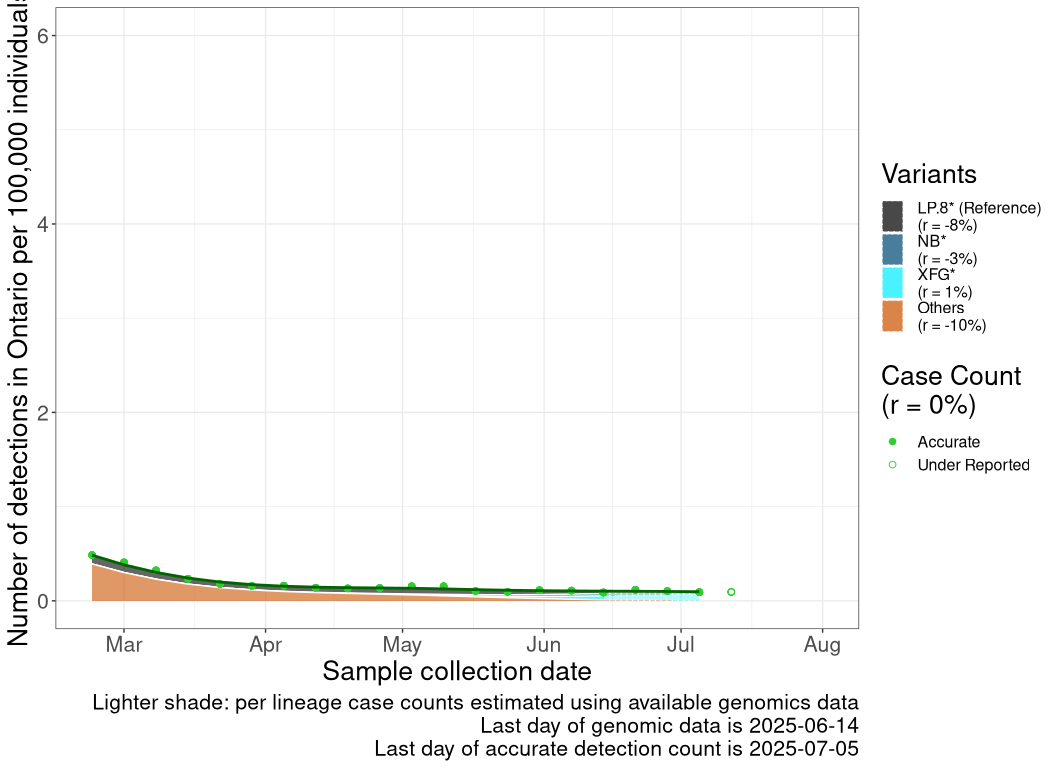 Number of detections in Ontario per 100,000 individuals
6
4
2
0
Mar
Apr
May
Jun
Jul
Aug
Sample collection date
Lighter shade: per lineage case counts estimated using available genomics data
Last day of genomic data is 2025-06-14
Last day of accurate detection count is 2025-07-05
Variants
LP.8* (Reference)
(r = -8%)
NB*
(r = -3%)
XFG*
(r = 1%)
Others
(r = -10%)
Case Count
(r = 0%)
Accurate
Under Reported